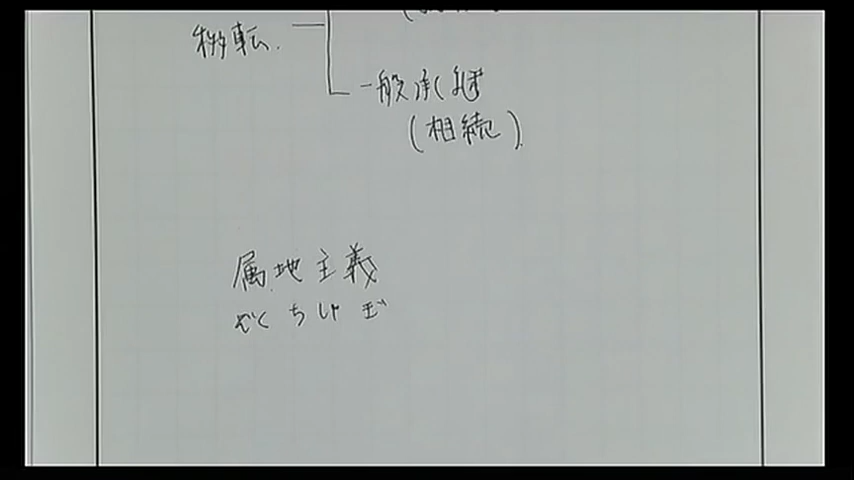 移転.
一般承継
(相続)
属地主義
ぞくちしゅぎ